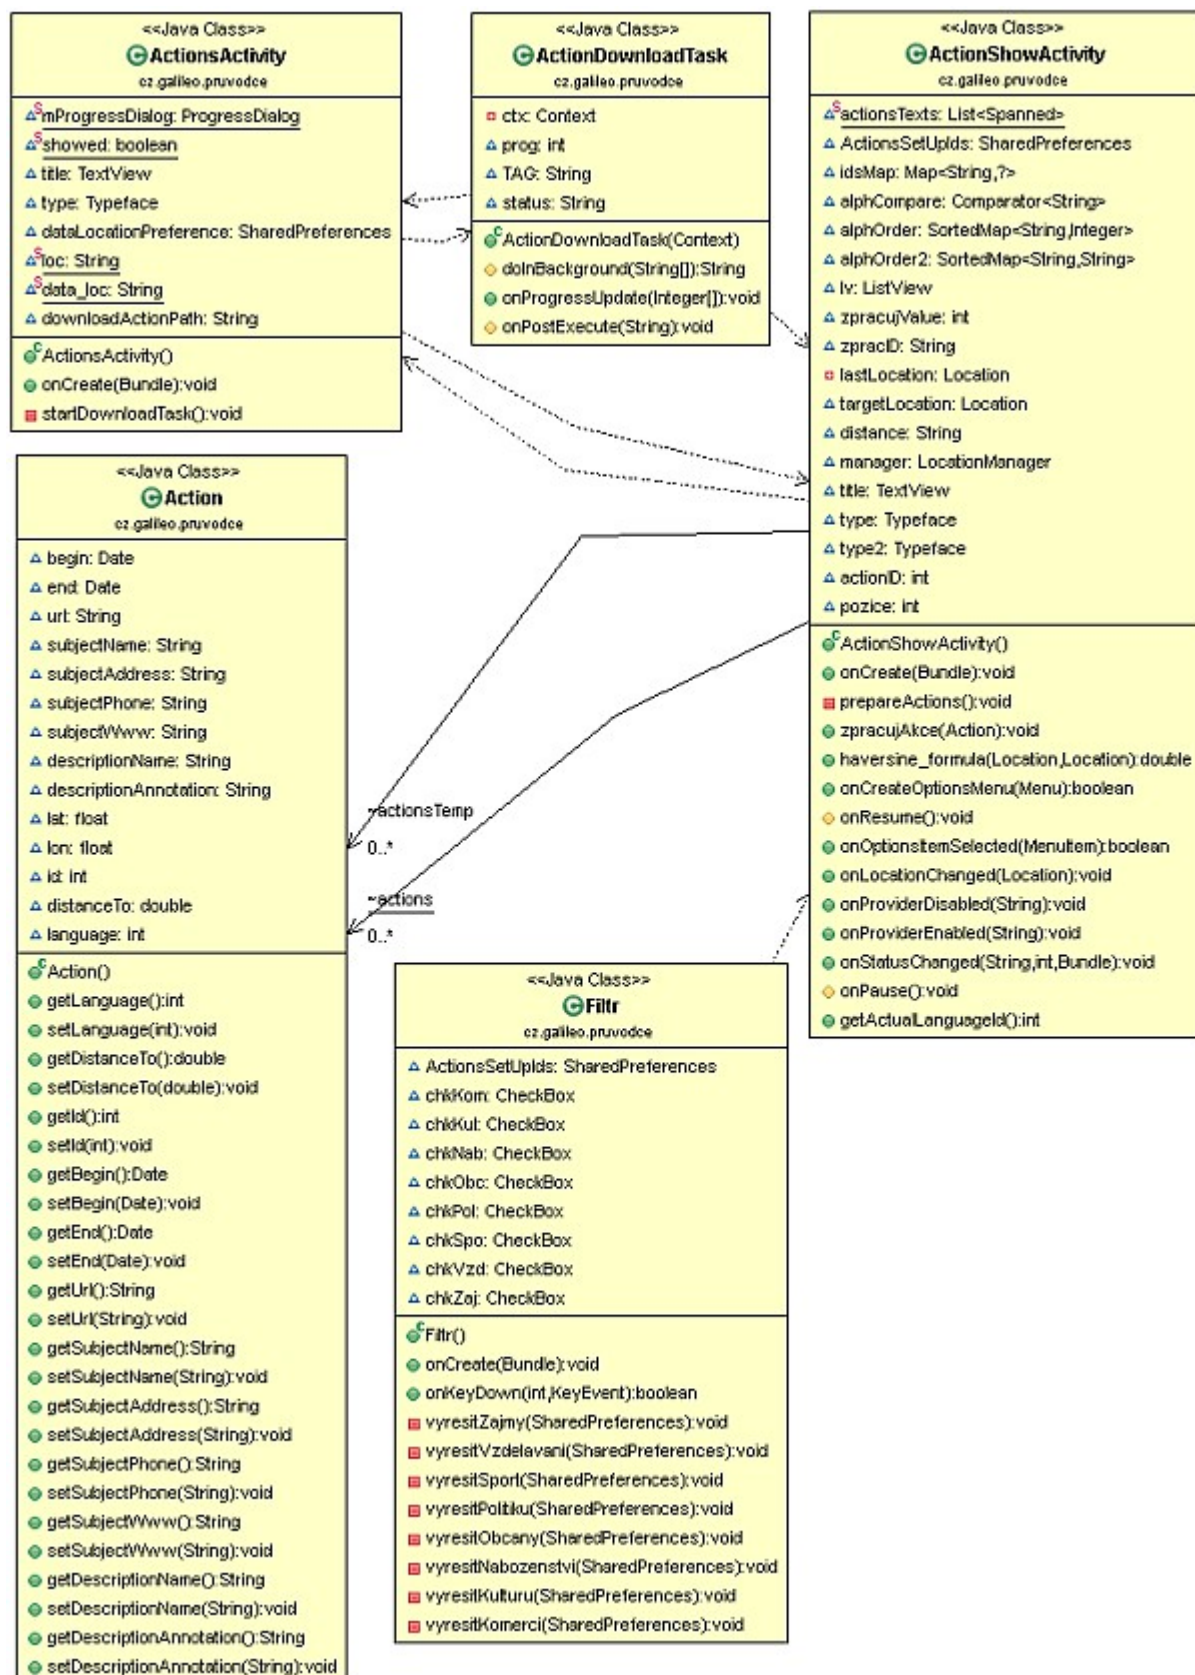 <<Java Class>>
ActionsActivity
cz.galileo.pruvodce
mProgressDialog: ProgressDialog
showed: boolean
title: TextView
type: Typeface
dataLocationPreference: SharedPreferences
loc: String
data_loc: String
downloadActionPath: String
ActionsActivity()
onCreate(Bundle):void
startDownloadTask():void
<<Java Class>>
ActionDownloadTask
cz.galileo.pruvodce
ctx: Context
prog: int
TAG: String
status: String
ActionDownloadTask(Context)
doInBackground(String[]):String
onProgressUpdate(Integer[]):void
onPostExecute(String):void
<<Java Class>>
ActionShowActivity
cz.galileo.pruvodce
actionsTexts: List<Spanned>
ActionsSetUpIds: SharedPreferences
idsMap: Map<String,?>
alphCompare: Comparator<String>
alphOrder: SortedMap<String,Integer>
alphOrder2: SortedMap<String,String>
lv: ListView
zpracujValue: int
zpracID: String
lastLocation: Location
targetLocation: Location
distance: String
manager: LocationManager
title: TextView
type: Typeface
type2: Typeface
actionID: int
pozice: int
ActionShowActivity()
onCreate(Bundle):void
prepareActions():void
zpracujAkce(Action):void
haversine_formula(Location,Location):double
onCreateOptionsMenu(Menu):boolean
onResume():void
onOptionsItemSelected(MenuItem):boolean
onLocationChanged(Location):void
onProviderDisabled(String):void
onProviderEnabled(String):void
onStatusChanged(String,int,Bundle):void
onPause():void
getActualLanguageId():int
<<Java Class>>
Action
cz.galileo.pruvodce
begin: Date
end: Date
url: String
subjectName: String
subjectAddress: String
subjectPhone: String
subjectWww: String
descriptionName: String
descriptionAnnotation: String
lat: float
lon: float
id: int
distanceTo: double
language: int
Action()
getLanguage():int
setLanguage(int):void
getDistanceTo():double
setDistanceTo(double):void
getId():int
setId(int):void
getBegin():Date
setBegin(Date):void
getEnd():Date
setEnd(Date):void
getUrl():String
setUrl(String):void
getSubjectName():String
setSubjectName(String):void
getSubjectAddress():String
setSubjectAddress(String):void
getSubjectPhone():String
setSubjectPhone(String):void
getSubjectWww():String
setSubjectWww(String):void
getDescriptionName():String
setDescriptionName(String):void
getDescriptionAnnotation():String
setDescriptionAnnotation(String):void
~actionsTemp
0..*
~actions
0..*
<<Java Class>>
Filtr
cz.galileo.pruvodce
ActionsSetUpIds: SharedPreferences
chkKom: CheckBox
chkKul: CheckBox
chkNab: CheckBox
chkObc: CheckBox
chkPol: CheckBox
chkSpo: CheckBox
chkVzd: CheckBox
chkZaj: CheckBox
Filtr()
onCreate(Bundle):void
onKeyDown(int,KeyEvent):boolean
vyresitZajmy(SharedPreferences):void
vyresitVzdelavani(SharedPreferences):void
vyresitSport(SharedPreferences):void
vyresitPolitiku(SharedPreferences):void
vyresitObcany(SharedPreferences):void
vyresitNabozenstvi(SharedPreferences):void
vyresitKulturu(SharedPreferences):void
vyresitKomerci(SharedPreferences):void